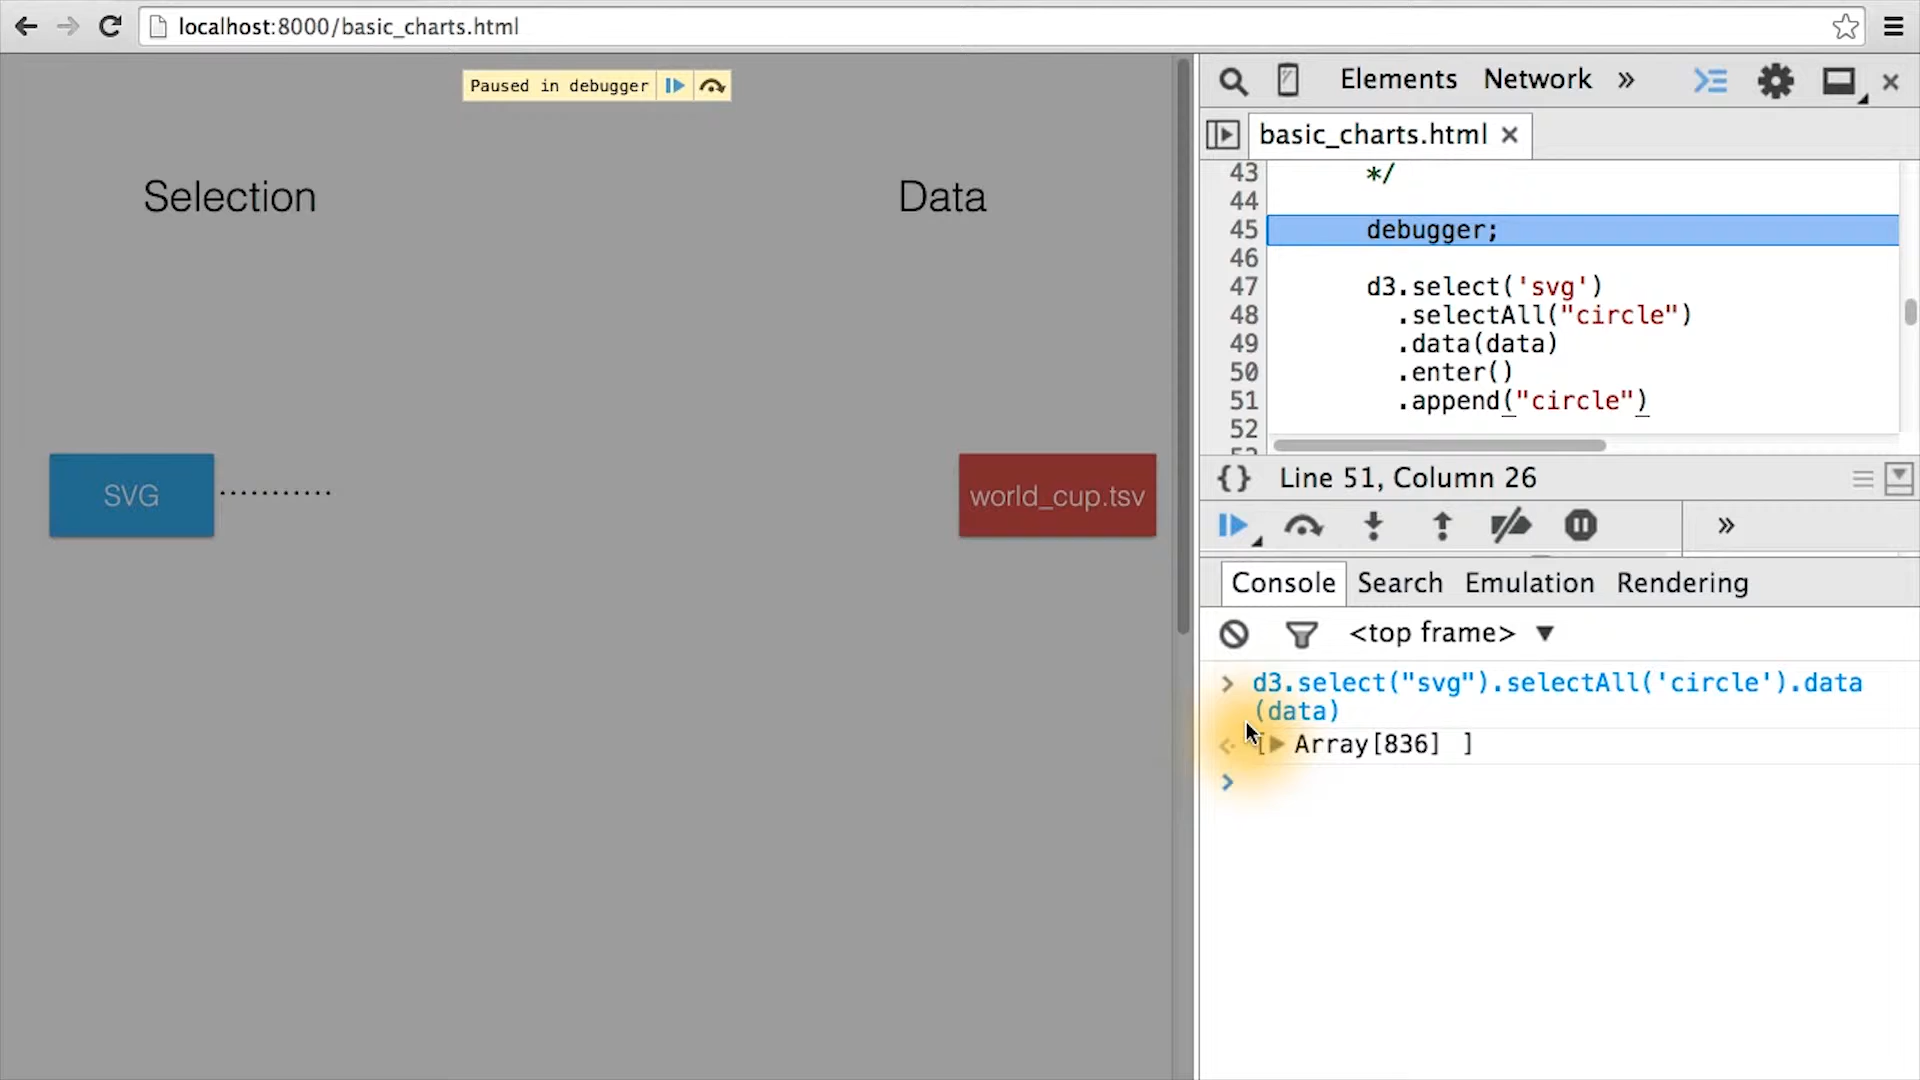 localhost:8000/basic_charts.html
Paused in debugger
Selection
Data
SVG
world_cup.tsv
Elements Network »
basic_charts.html
43 */
44
45 debugger;
46
47 d3.select('svg')
48 .selectAll("circle")
49 .data(data)
50 .enter()
51 .append("circle")
52
{} Line 51, Column 26
»
Console Search Emulation Rendering
<top frame>
> d3.select("svg").selectAll('circle').data
(data)
[ Array[836] ]
>